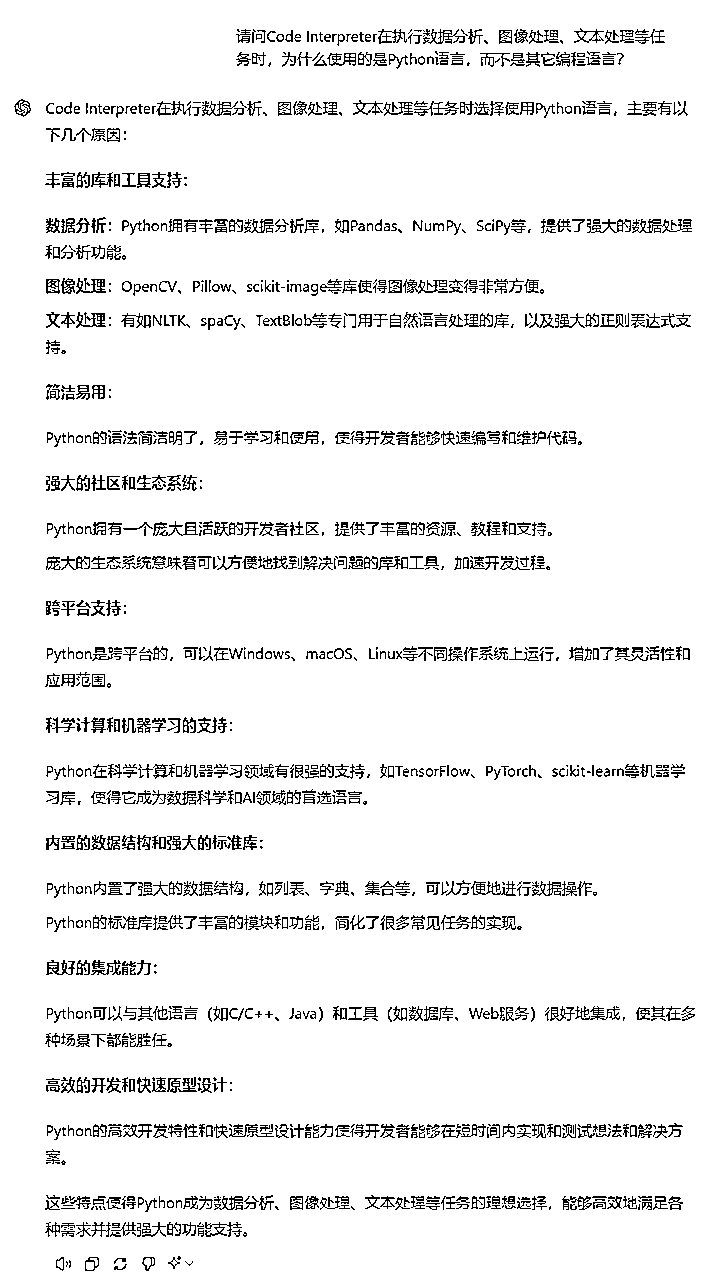 请问Code Interpreter在执行数据分析、图像处理、文本处理等任
务时，为什么使用的是Python语言，而不是其它编程语言？
Code Interpreter在执行数据分析、图像处理、文本处理等任务时选择使用Python语言，主要有以
下几个原因：
丰富的库和工具支持：
数据分析：Python拥有丰富的数据分析库，如Pandas、NumPy、SciPy等，提供了强大的数据处理
和分析功能。
图像处理：OpenCV、Pillow、scikit-image等库使得图像处理变得非常方便。
文本处理：有如NLTK、spaCy、TextBlob等专门用于自然语言处理的库，以及强大的正则表达式支
持。
简洁易用：
Python的语法简洁明了，易于学习和使用，使得开发者能够快速编写和维护代码。
强大的社区和生态系统：
Python拥有一个庞大且活跃的开发者社区，提供了丰富的资源、教程和支持。
庞大的生态系统意味着可以方便地找到解决问题的库和工具，加速开发过程。
跨平台支持：
Python是跨平台的，可以在Windows、macOS、Linux等不同操作系统上运行，增加了其灵活性和
应用范围。
科学计算和机器学习的支持：
Python在科学计算和机器学习领域有很强的支持，如TensorFlow、PyTorch、scikit-learn等机器学
习库，使得它成为数据科学和AI领域的首选语言。
内置的数据结构和强大的标准库：
Python内置了强大的数据结构，如列表、字典、集合等，可以方便地进行数据操作。
Python的标准库提供了丰富的模块和功能，简化了很多常见任务的实现。
良好的集成能力：
Python可以与其他语言（如C/C++、Java）和工具（如数据库、Web服务）很好地集成，使其在多
种场景下都能胜任。
高效的开发和快速原型设计：
Python的高效开发特性和快速原型设计能力使得开发者能够在短时间内实现和测试想法和解决方
案。
这些特点使得Python成为数据分析、图像处理、文本处理等任务的理想选择，能够高效地满足各
种需求并提供强大的功能支持。